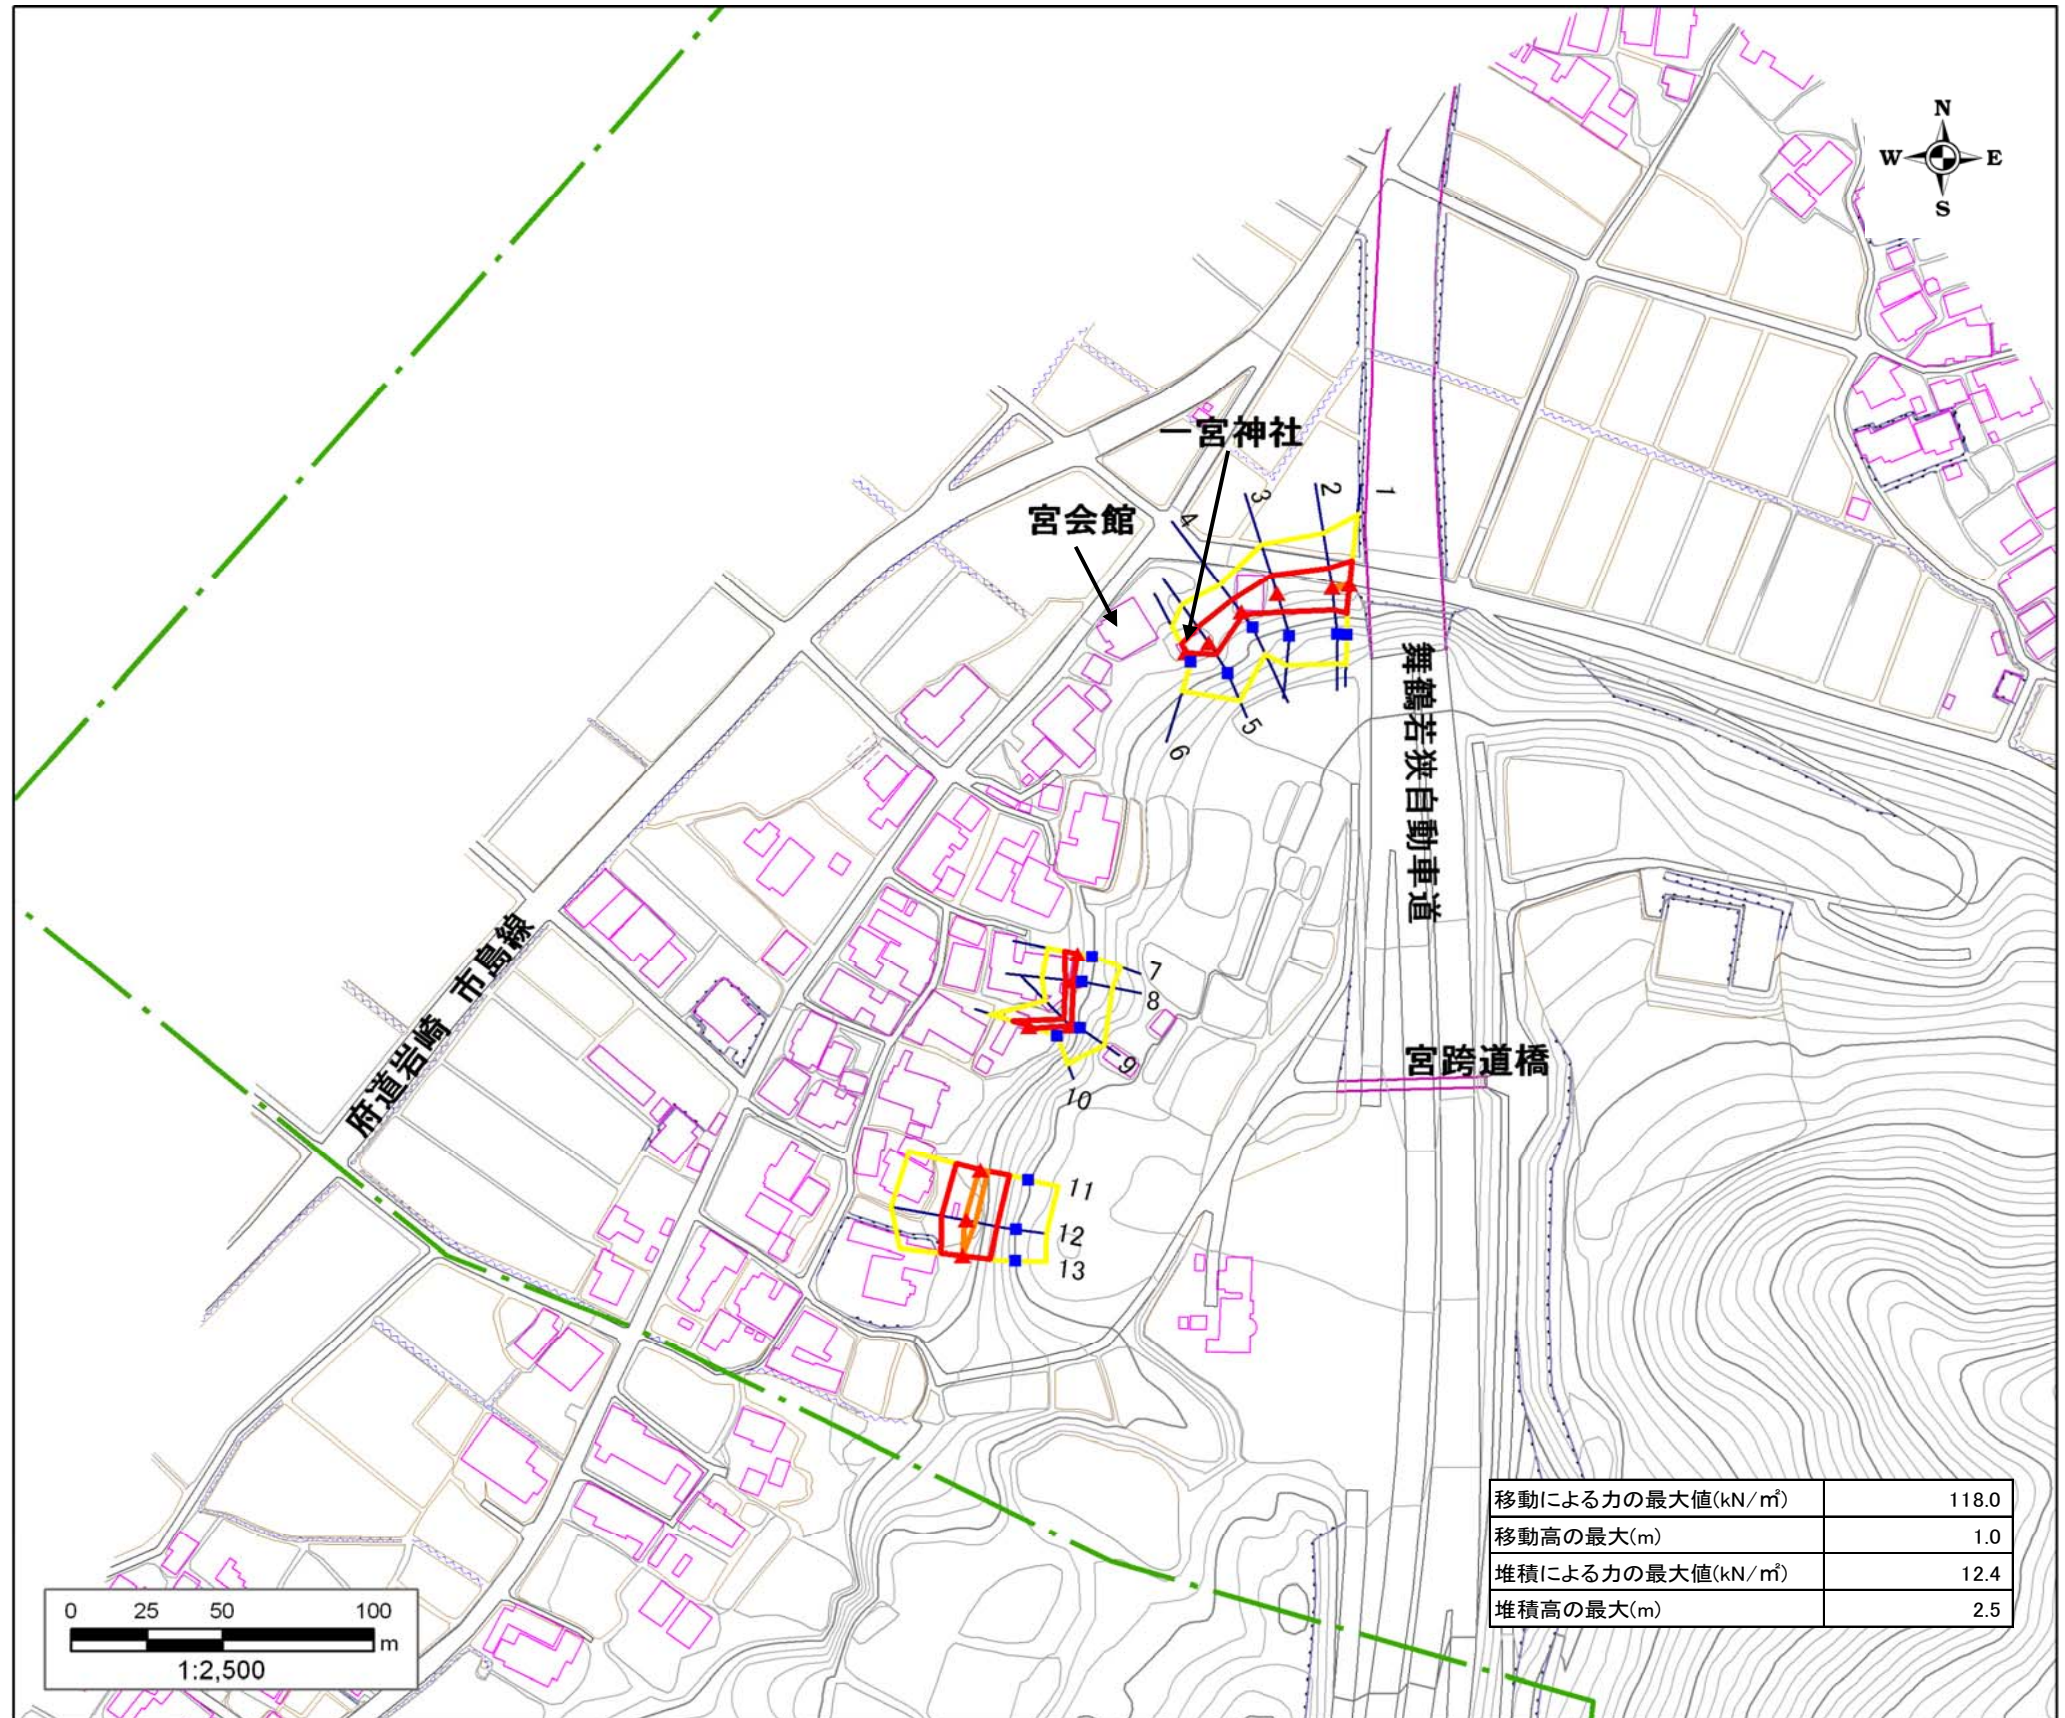 N
W E
S
一宮神社
宮会館
1
2
3
4
5
6
舞鶴若狭自動車道
府道岩崎 市島線
7
8
9
10
宮跨道橋
11
12
13
移動による力の最大値(kN/㎡) 118.0
移動高の最大(m) 1.0
堆積による力の最大値(kN/㎡) 12.4
堆積高の最大(m) 2.5
0 25 50 100
m
1:2,500